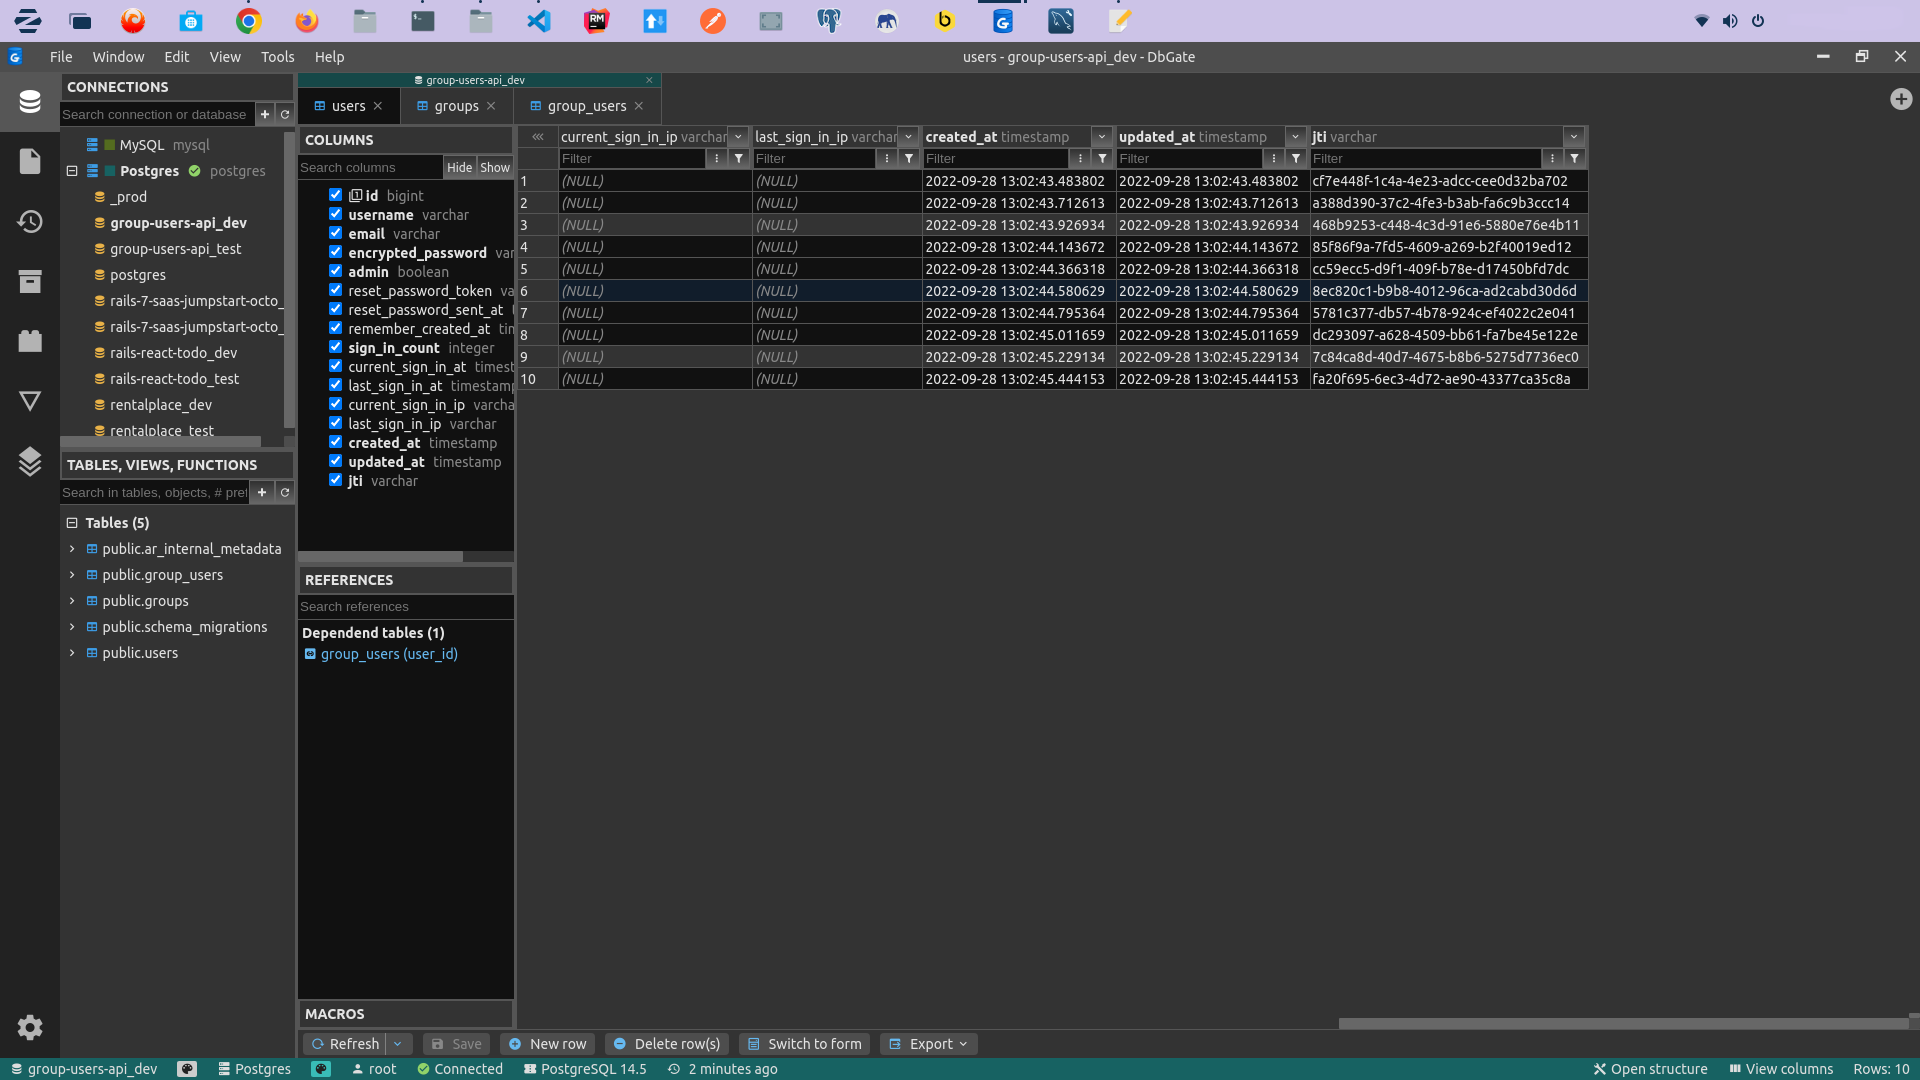 File Window Edit View Tools Help
users - group-users-api_dev - DbGate
CONNECTIONS
Search connection or database
MySQL mysql
Postgres postgres
_prod
group-users-api_dev
group-users-api_test
postgres
rails-7-saas-jumpstart-octo_
rails-7-saas-jumpstart-octo_
rails-react-todo_dev
rails-react-todo_test
rentalplace_dev
rentalplace_test
TABLES, VIEWS, FUNCTIONS
Search in tables, objects, # pref
Tables (5)
public.ar_internal_metadata
public.group_users
public.groups
public.schema_migrations
public.users
group-users-api_dev
users groups group_users
COLUMNS
Search columns Hide Show
id bigint
username varchar
email varchar
encrypted_password var
admin boolean
reset_password_token va
reset_password_sent_at
remember_created_at tim
sign_in_count integer
current_sign_in_at timest
last_sign_in_at timestamp
current_sign_in_ip varcha
last_sign_in_ip varchar
created_at timestamp
updated_at timestamp
jti varchar
REFERENCES
Search references
Dependend tables (1)
group_users (user_id)
MACROS
current_sign_in_ip varchar last_sign_in_ip varchar created_at timestamp updated_at timestamp jti varchar
Filter Filter Filter Filter Filter
1 (NULL) (NULL) 2022-09-28 13:02:43.483802 2022-09-28 13:02:43.483802 cf7e448f-1c4a-4e23-adcc-cee0d32ba702
2 (NULL) (NULL) 2022-09-28 13:02:43.712613 2022-09-28 13:02:43.712613 a388d390-37c2-4fe3-b3ab-fa6c9b3ccc14
3 (NULL) (NULL) 2022-09-28 13:02:43.926934 2022-09-28 13:02:43.926934 468b9253-c448-4c3d-91e6-5880e76e4b11
4 (NULL) (NULL) 2022-09-28 13:02:44.143672 2022-09-28 13:02:44.143672 85f86f9a-7fd5-4609-a269-b2f40019ed12
5 (NULL) (NULL) 2022-09-28 13:02:44.366318 2022-09-28 13:02:44.366318 cc59ecc5-d9f1-409f-b78e-d17450bfd7dc
6 (NULL) (NULL) 2022-09-28 13:02:44.580629 2022-09-28 13:02:44.580629 8ec820c1-b9b8-4012-96ca-ad2cabd30d6d
7 (NULL) (NULL) 2022-09-28 13:02:44.795364 2022-09-28 13:02:44.795364 5781c377-db57-4b78-924c-ef4022c2e041
8 (NULL) (NULL) 2022-09-28 13:02:45.011659 2022-09-28 13:02:45.011659 dc293097-a628-4509-bb61-fa7be45e122e
9 (NULL) (NULL) 2022-09-28 13:02:45.229134 2022-09-28 13:02:45.229134 7c84ca8d-40d7-4675-b8b6-5275d7736ec0
10 (NULL) (NULL) 2022-09-28 13:02:45.444153 2022-09-28 13:02:45.444153 fa20f695-6ec3-4d72-ae90-43377ca35c8a
Refresh Save New row Delete row(s) Switch to form Export
group-users-api_dev Postgres root Connected PostgreSQL 14.5 2 minutes ago Open structure View columns Rows: 10